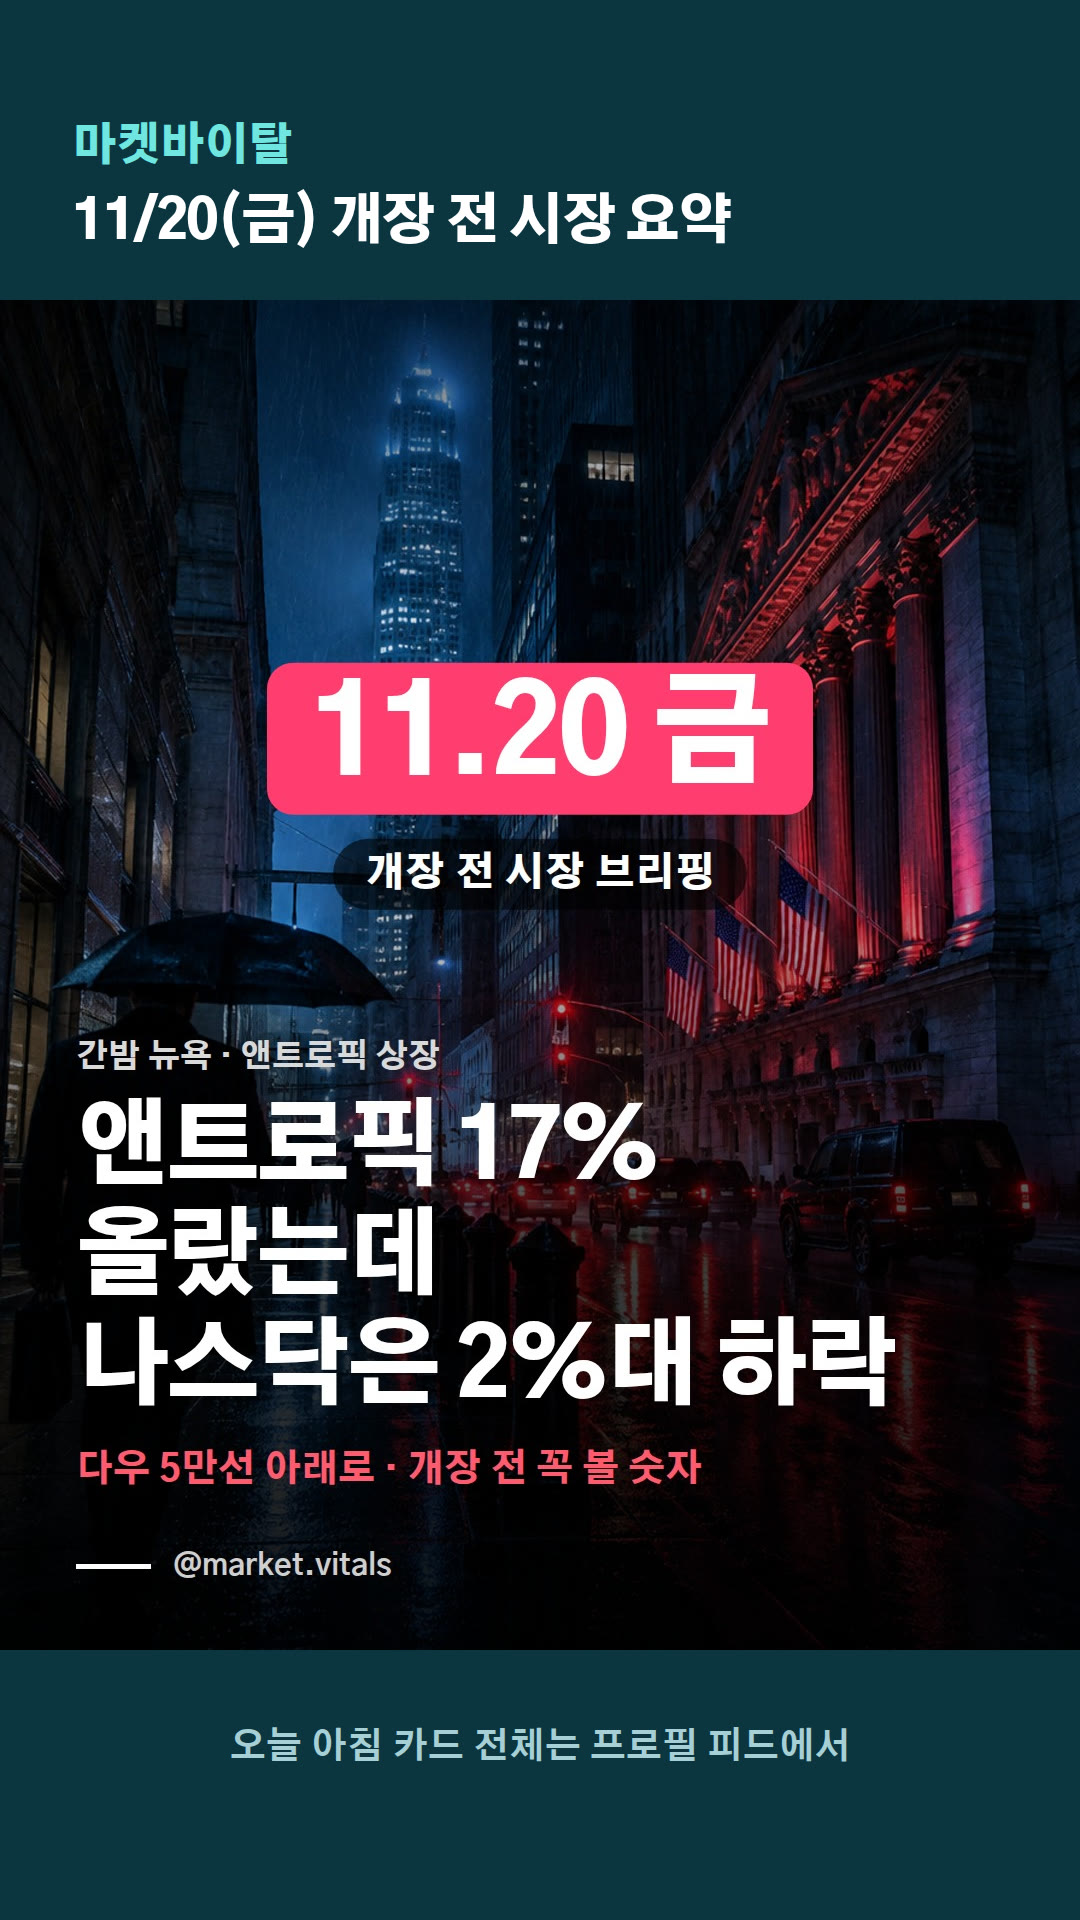 마켓바이탈
11/20(금) 개장 전 시장 요약
11.20 금
개장 전 시장 브리핑
간밤 뉴욕 · 앤트로픽 상장
앤트로픽 17%
올랐는데
나스닥은 2%대 하락
다우 5만선 아래로 · 개장 전 꼭 볼 숫자
@market.vitals
오늘 아침 카드 전체는 프로필 피드에서